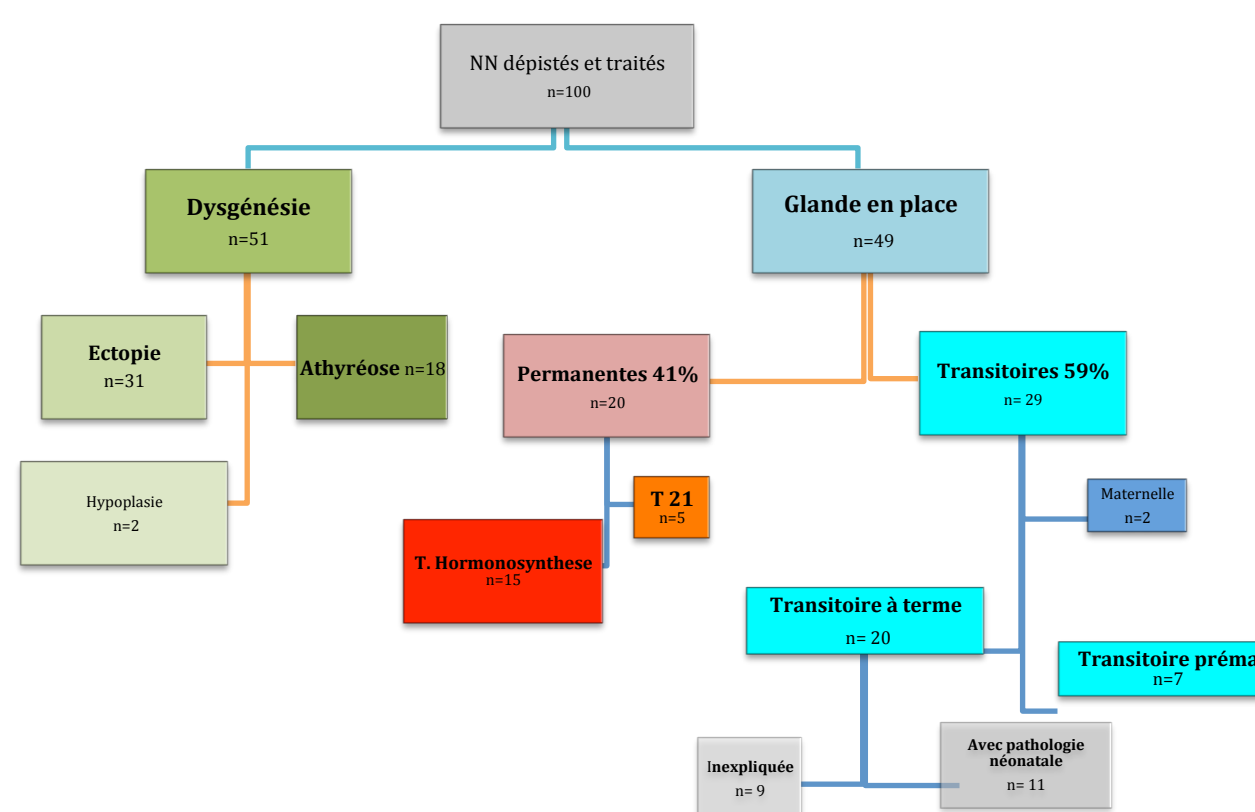 NN dépistés et traités
n=100
Dysgénésie
n=51
Glande en place
n=49
Ectopie
n=31
Athyréose n=18
Permanentes 41%
n=20
Transitoires 59%
n= 29
Hypoplasie
n=2
T 21
n=5
Maternelle
n=2
T. Hormonosynthese
n=15
Transitoire à terme
n= 20
Transitoire préma
n=7
Inexpliquée
n= 9
Avec pathologie
néonatale
n= 11